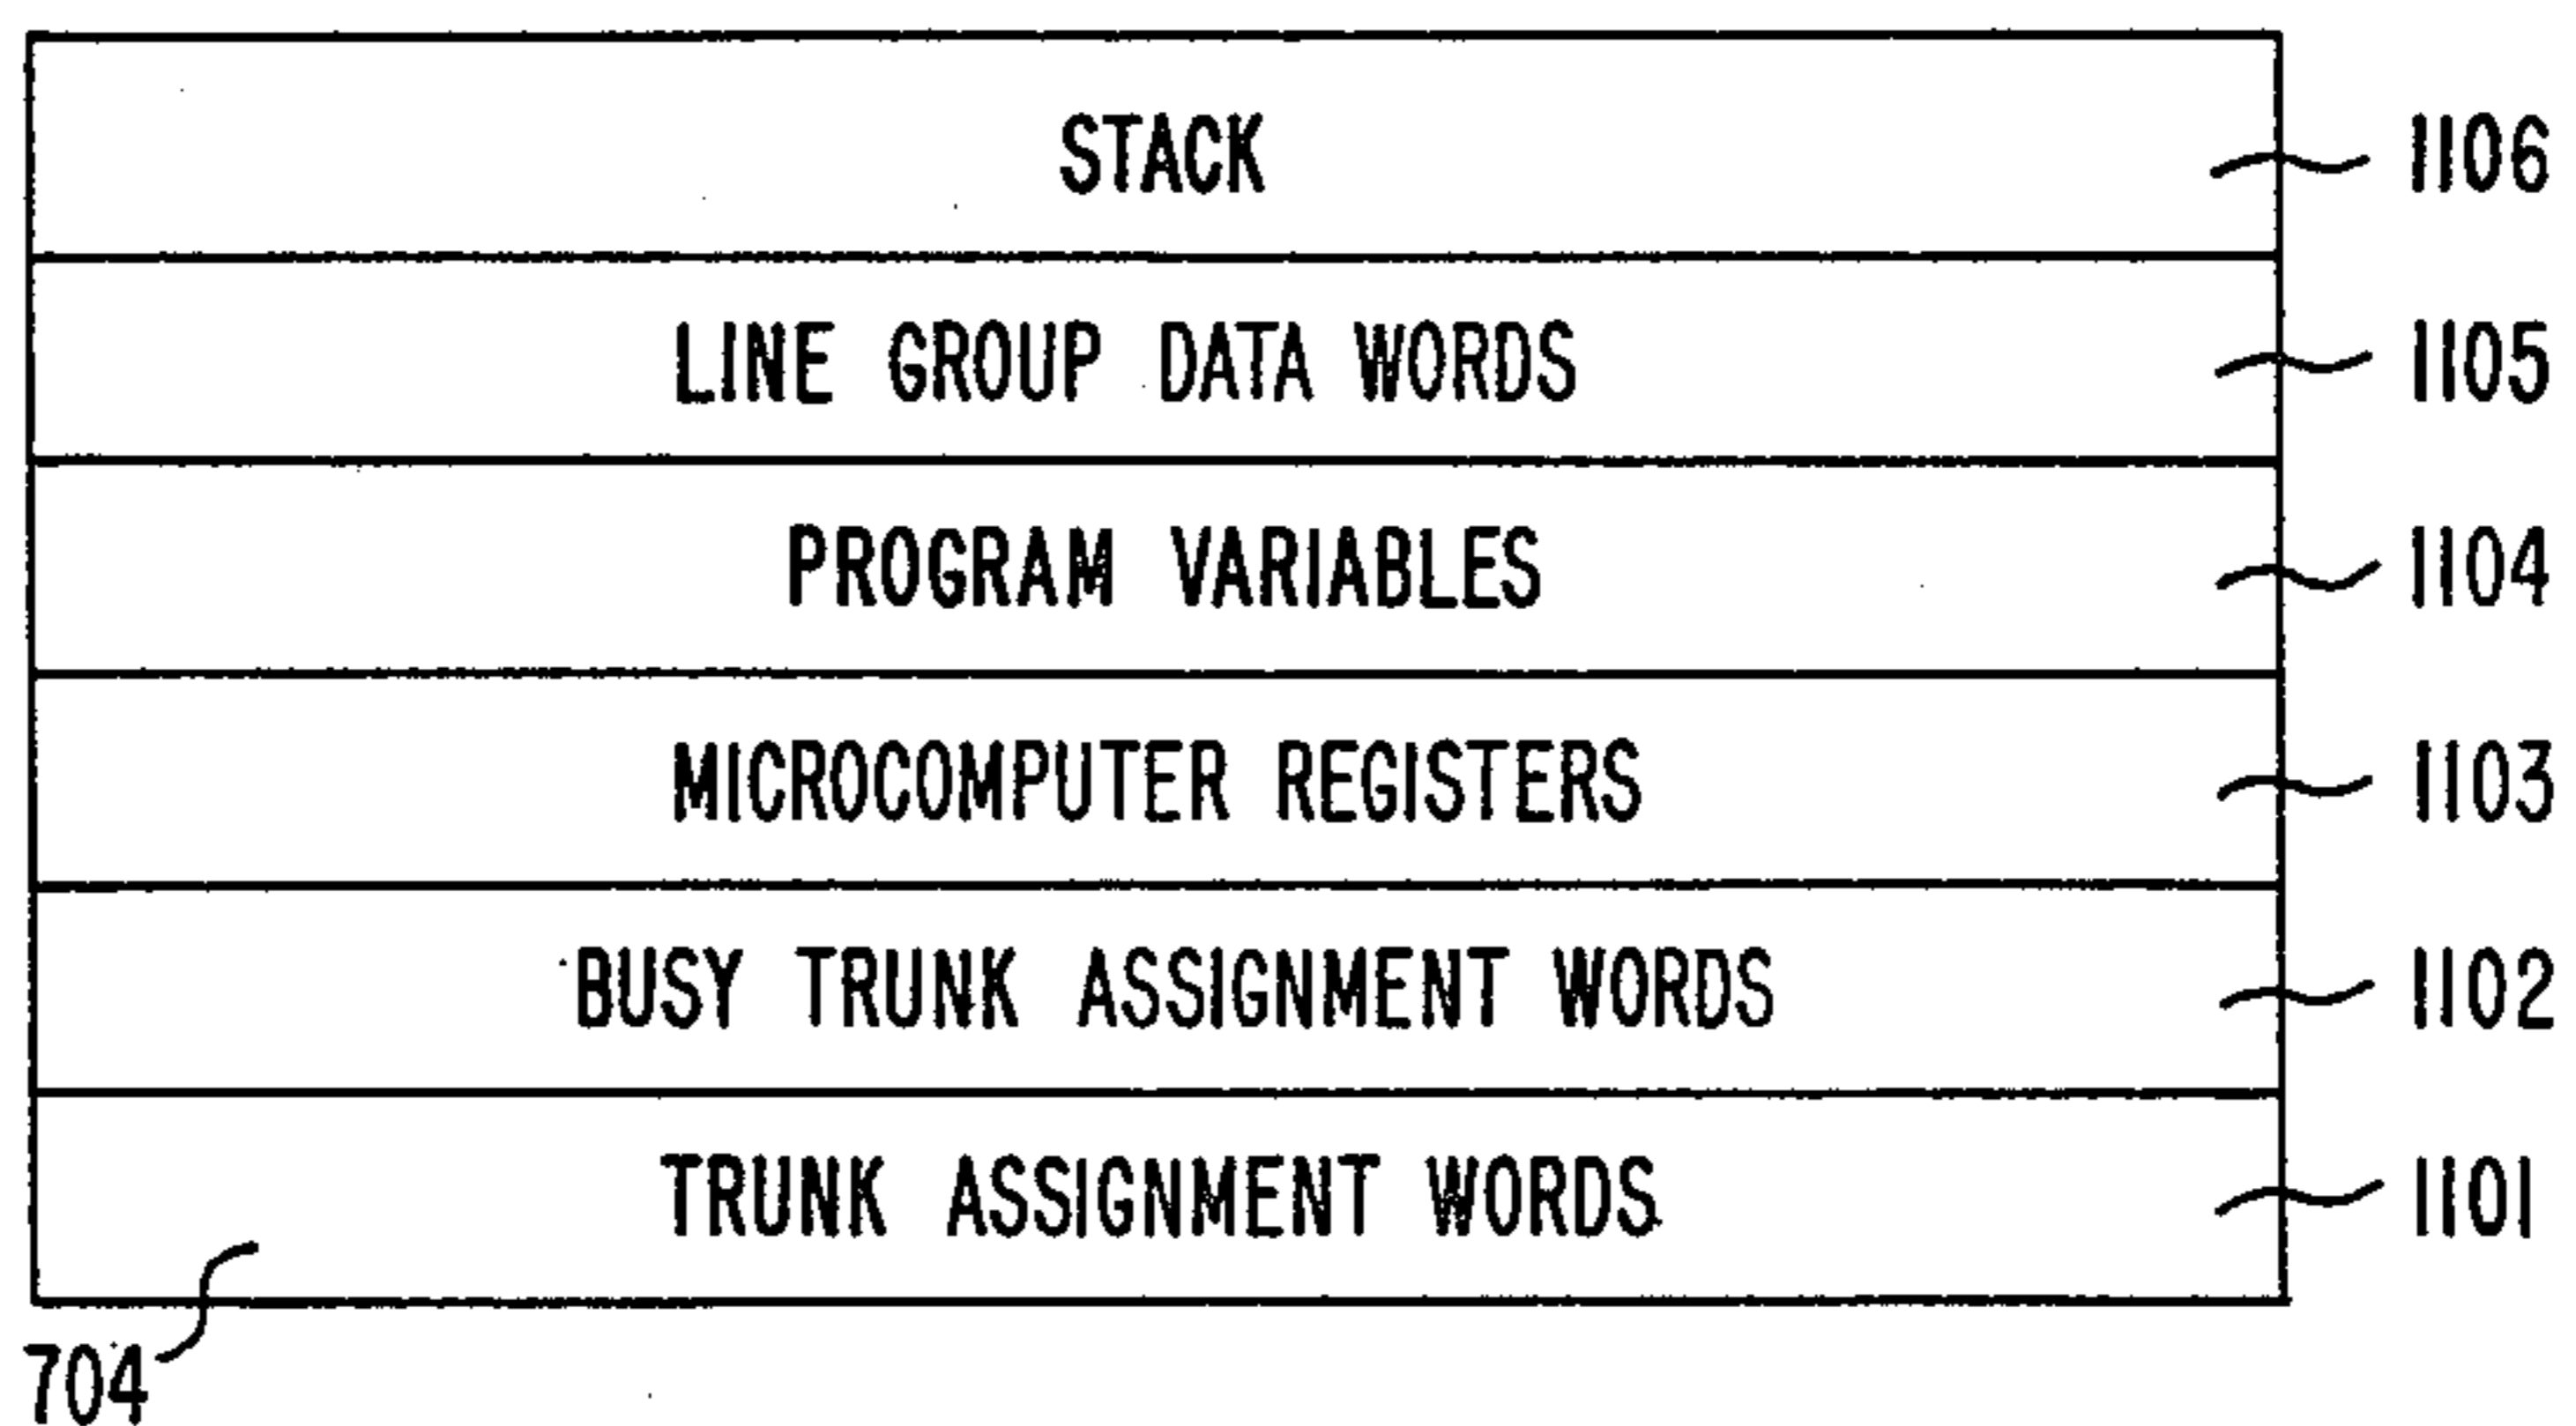 STACK 1106
LINE GROUP DATA WORDS 1105
PROGRAM VARIABLES 1104
MICROCOMPUTER REGISTERS 1103
BUSY TRUNK ASSIGNMENT WORDS 1102
TRUNK ASSIGNMENT WORDS 1101
704